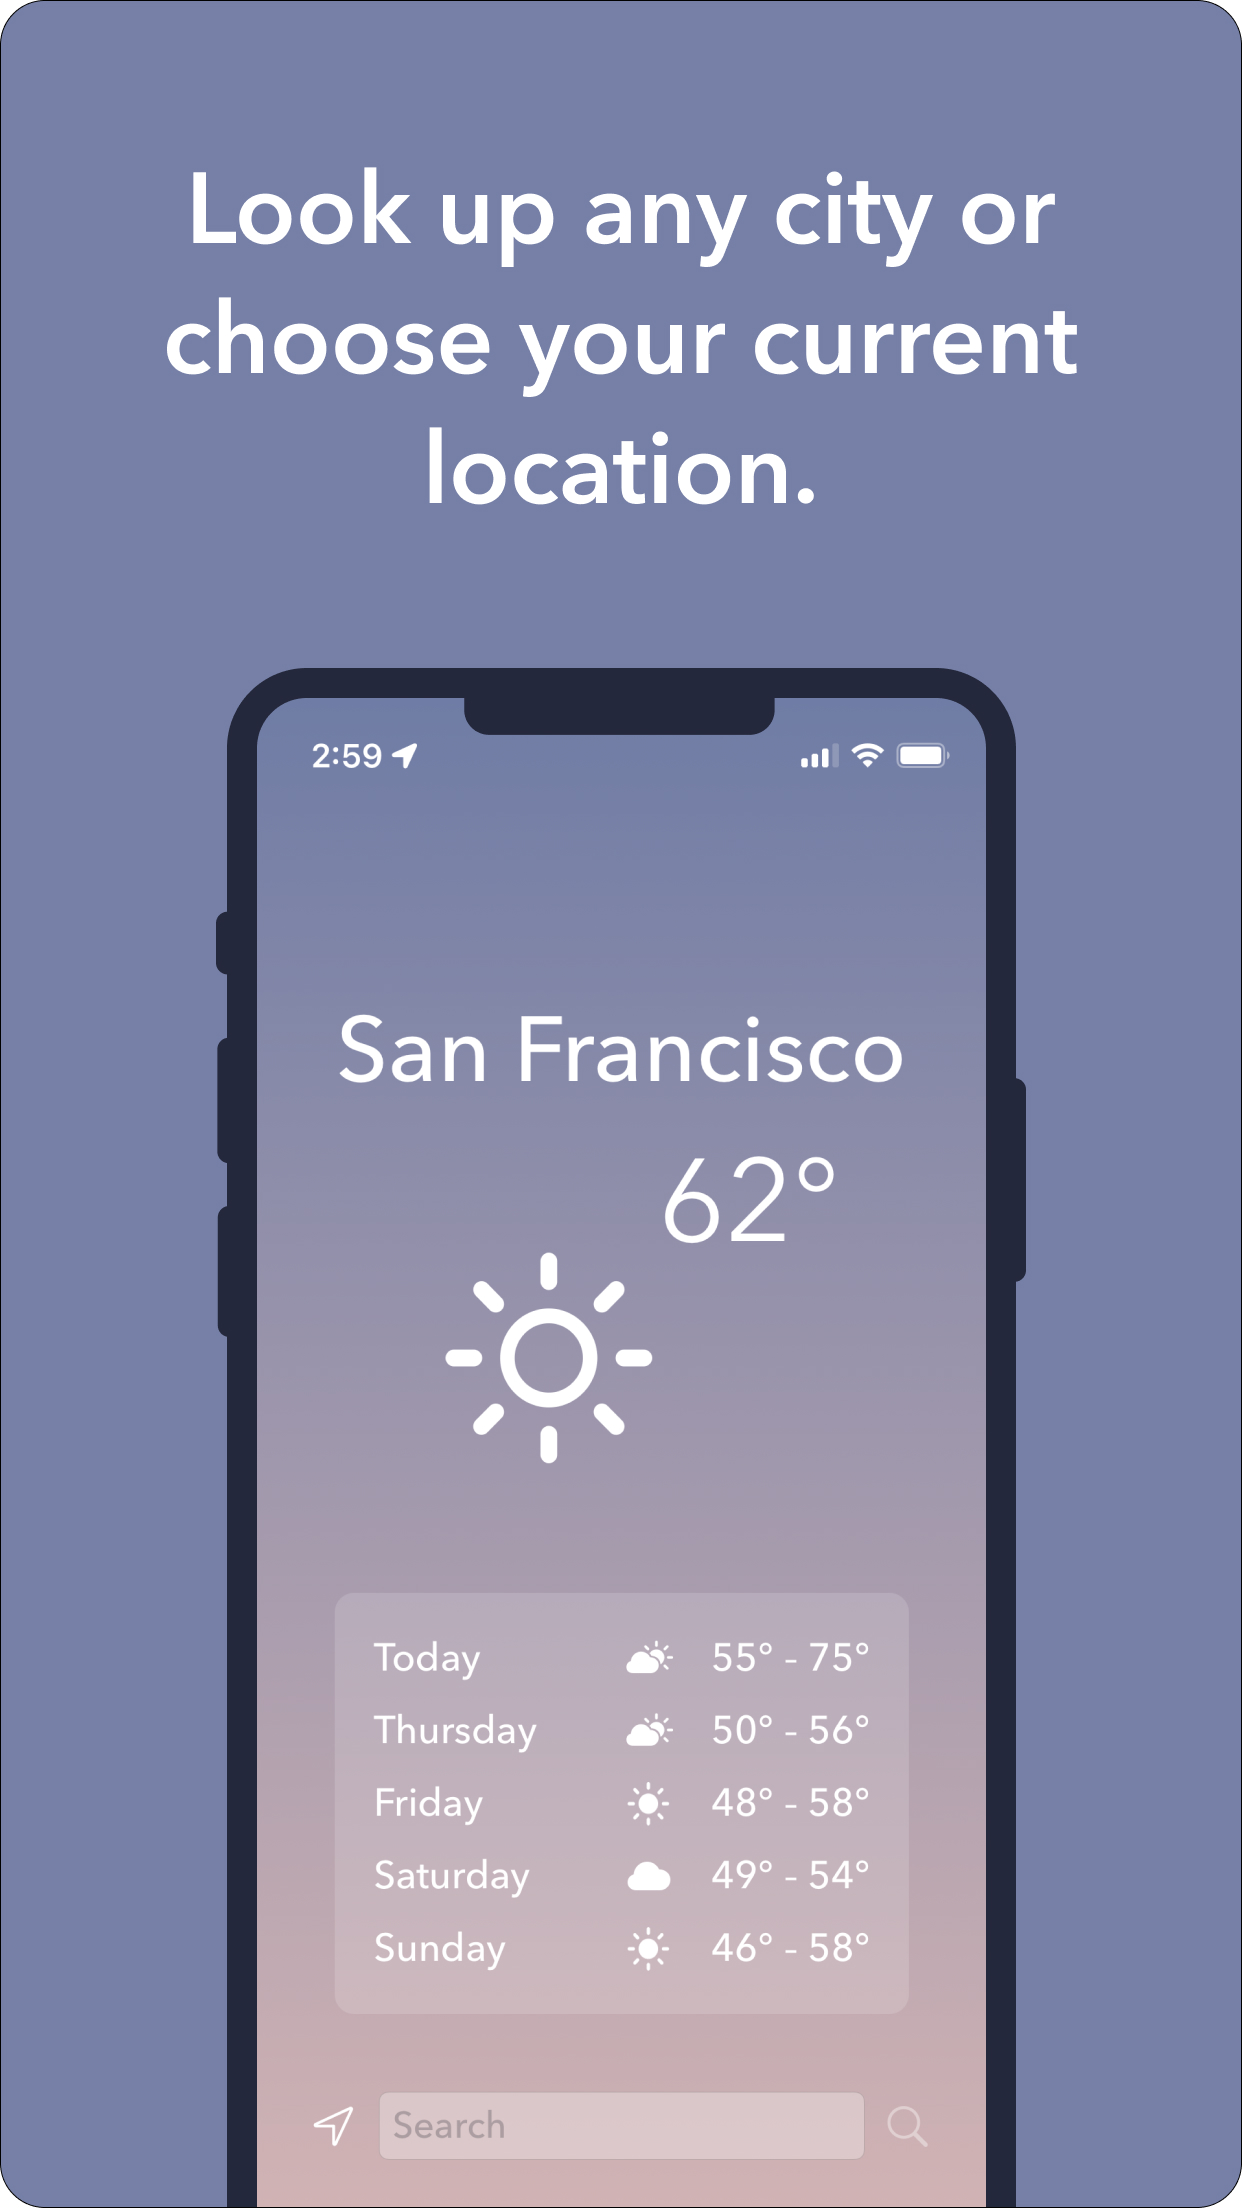 Look up any city or
choose your current
location.
2:59
San Francisco
62°
Today 55° - 75°
Thursday 50° - 56°
Friday 48° - 58°
Saturday 49° - 54°
Sunday 46° - 58°
Search